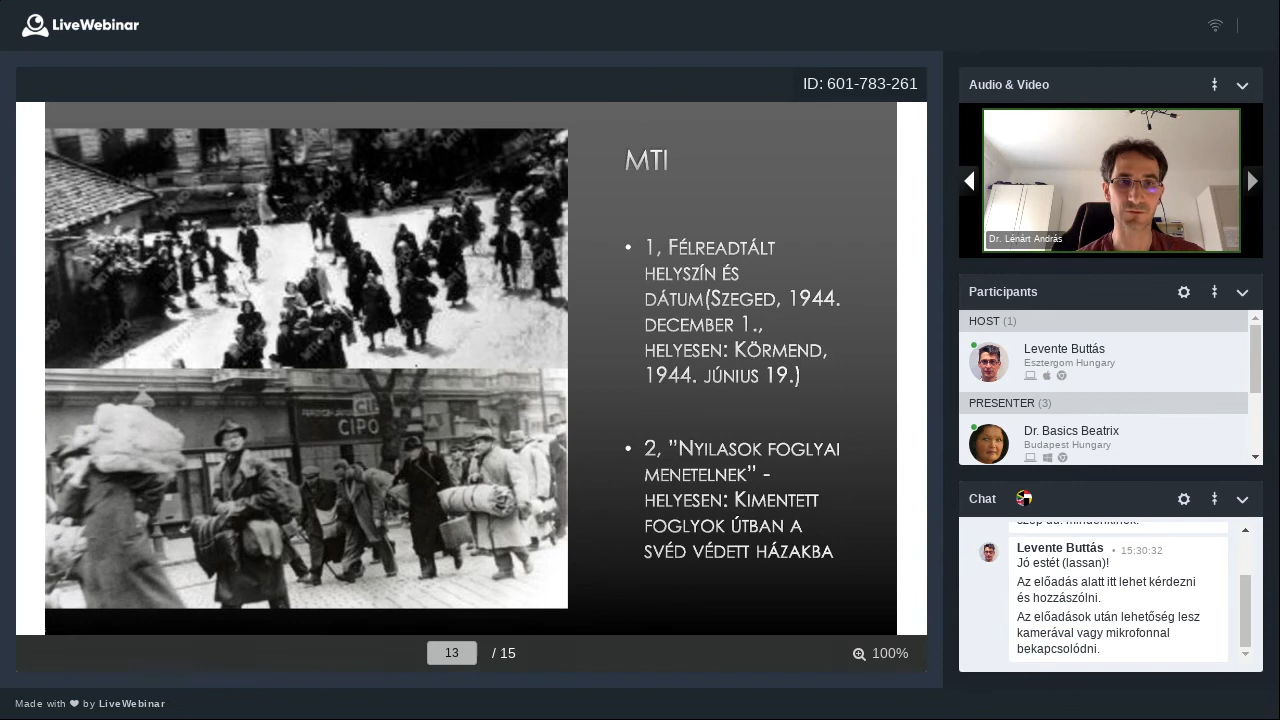 LiveWebinar
ID: 601-783-261
MTI
• 1, FÉLREADTÁLT
HELYSZÍN ÉS
DÁTUM(SZEGED, 1944.
DECEMBER 1.,
HELYESEN: KÖRMEND,
1944. JÚNIUS 19.)
• 2, "NYILASOK FOGLYAI
MENETELNEK" -
HELYESEN: KIMENTETT
FOGLYOK ÚTBAN A
SVÉD VÉDETT HÁZAKBA
CIPO
13 / 15
100%
Audio & Video
Dr. Lénárt András
Participants
HOST (1)
Levente Buttás
Esztergom Hungary
PRESENTER (3)
Dr. Basics Beatrix
Budapest Hungary
Chat
Levente Buttás • 15:30:32
Jó estét (lassan)!
Az előadás alatt itt lehet kérdezni
és hozzászólni.
Az előadások után lehetőség lesz
kamerával vagy mikrofonnal
bekapcsolódni.
Made with ❤ by LiveWebinar